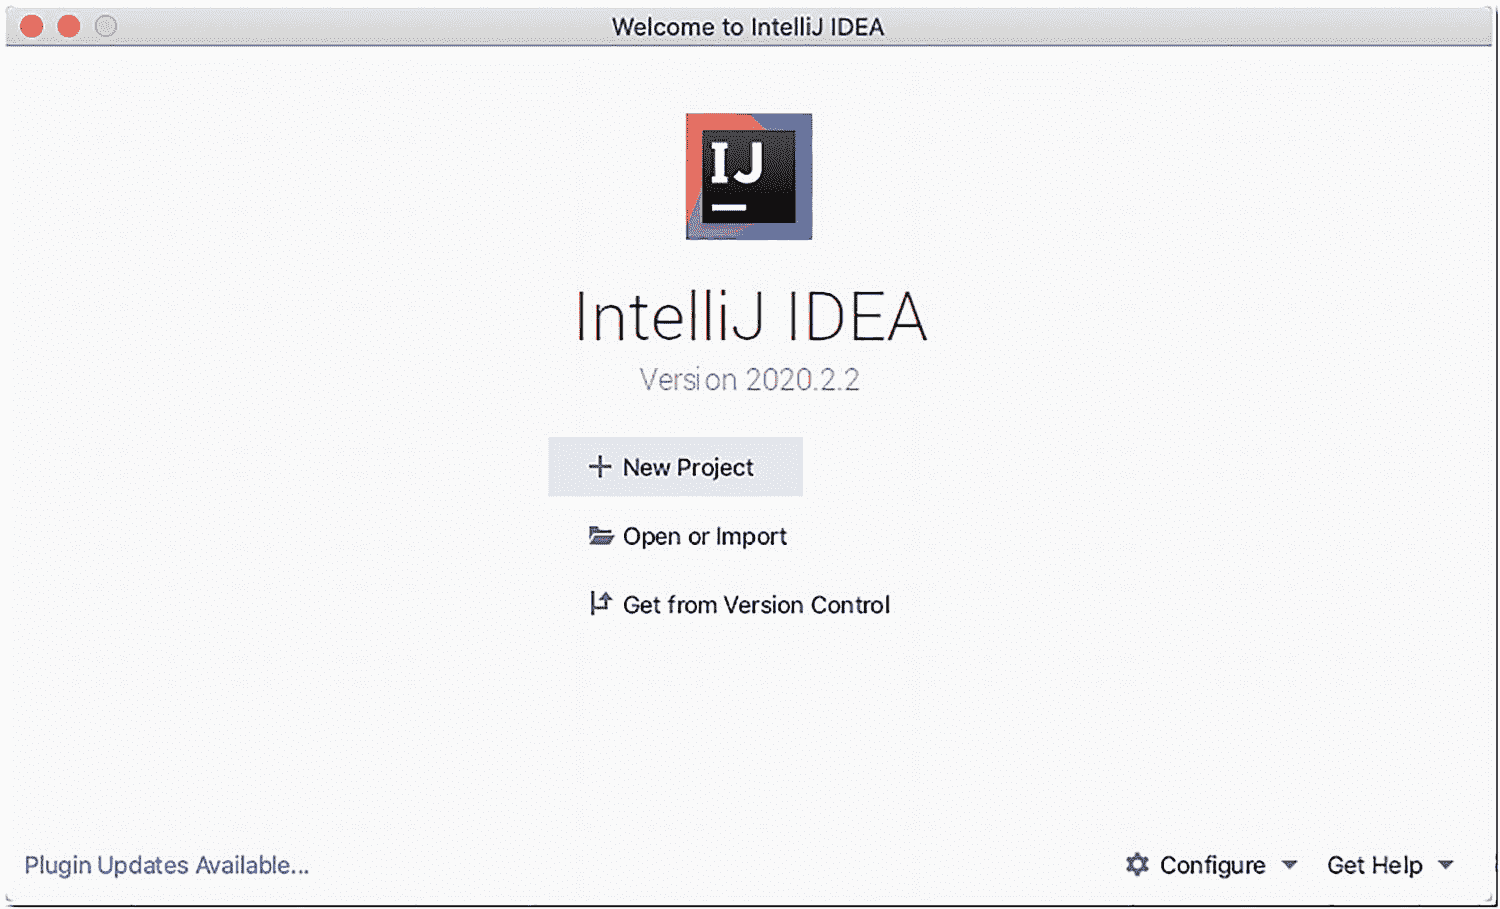 Welcome to IntelliJ IDEA
IJ
IntelliJ IDEA
Version 2020.2.2
New Project
Open or Import
Get from Version Control
Plugin Updates Available...
Configure
Get Help